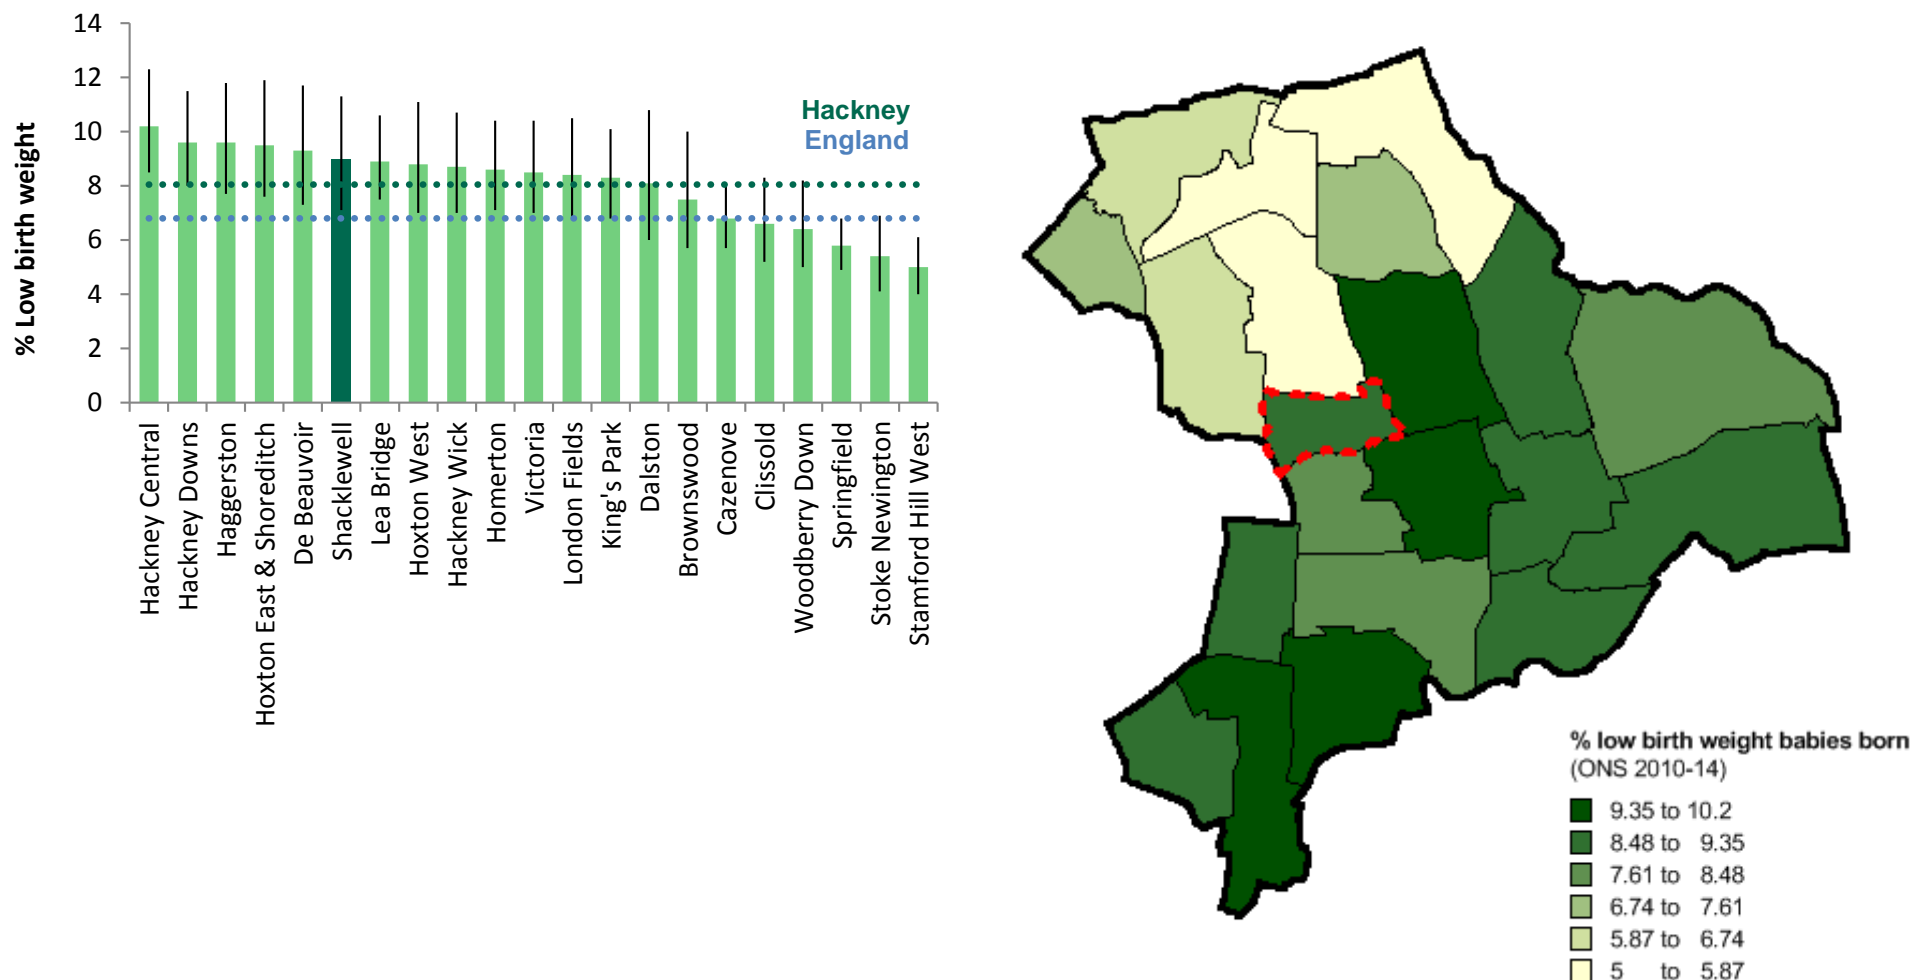 % Low birth weight
14
12
10
8
6
4
2
0
Hackney
England
Hackney Central
Hackney Downs
Haggerston
Hoxton East & Shoreditch
De Beauvoir
Shacklewell
Lea Bridge
Hoxton West
Hackney Wick
Homerton
Victoria
London Fields
King's Park
Dalston
Brownswood
Cazenove
Clissold
Woodberry Down
Springfield
Stoke Newington
Stamford Hill West
% low birth weight babies born
(ONS 2010-14)
9.35 to 10.2
8.48 to 9.35
7.61 to 8.48
6.74 to 7.61
5.87 to 6.74
5 to 5.87